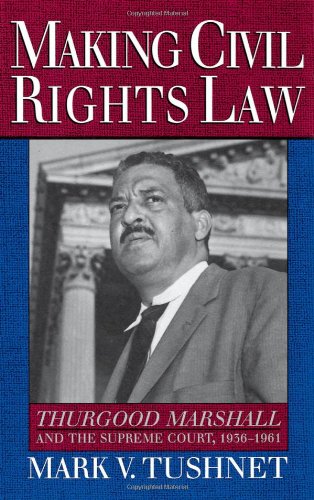 MAKING CIVIL
RIGHTS LAW
THURGOOD MARSHALL
AND THE SUPREME COURT, 1936–1961
MARK V. TUSHNET